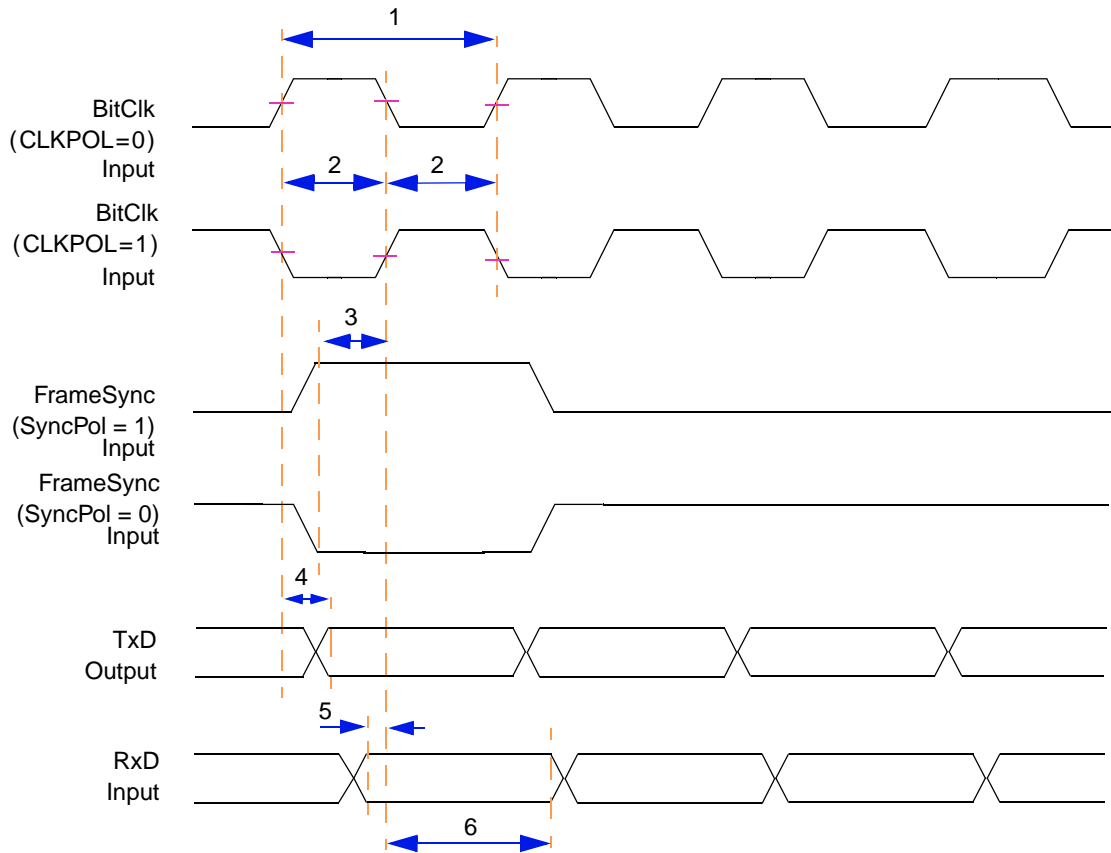 1
BitClk
(CLKPOL=0)
Input
2
2
BitClk
(CLKPOL=1)
Input
3
FrameSync
(SyncPol = 1)
Input
FrameSync
(SyncPol = 0)
Input
4
TxD
Output
5
RxD
Input
6